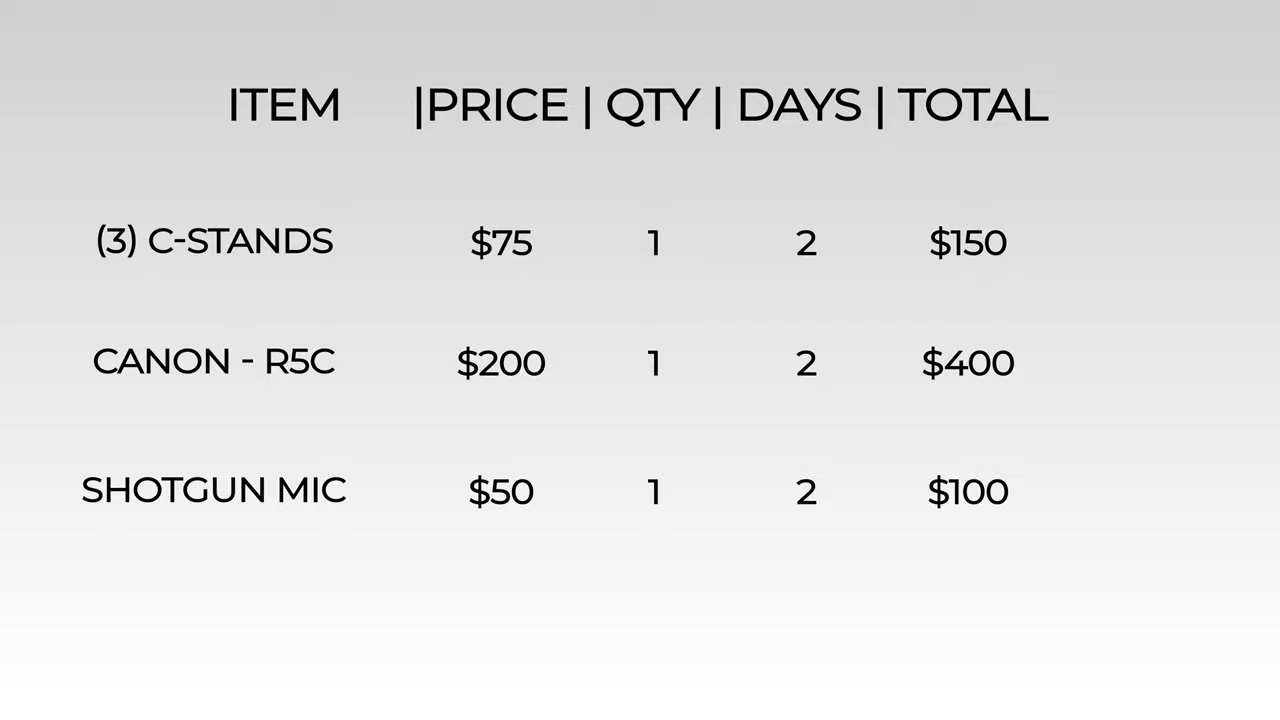 ITEM |PRICE | QTY | DAYS | TOTAL
(3) C-STANDS $75 1 2 $150
CANON - R5C $200 1 2 $400
SHOTGUN MIC $50 1 2 $100